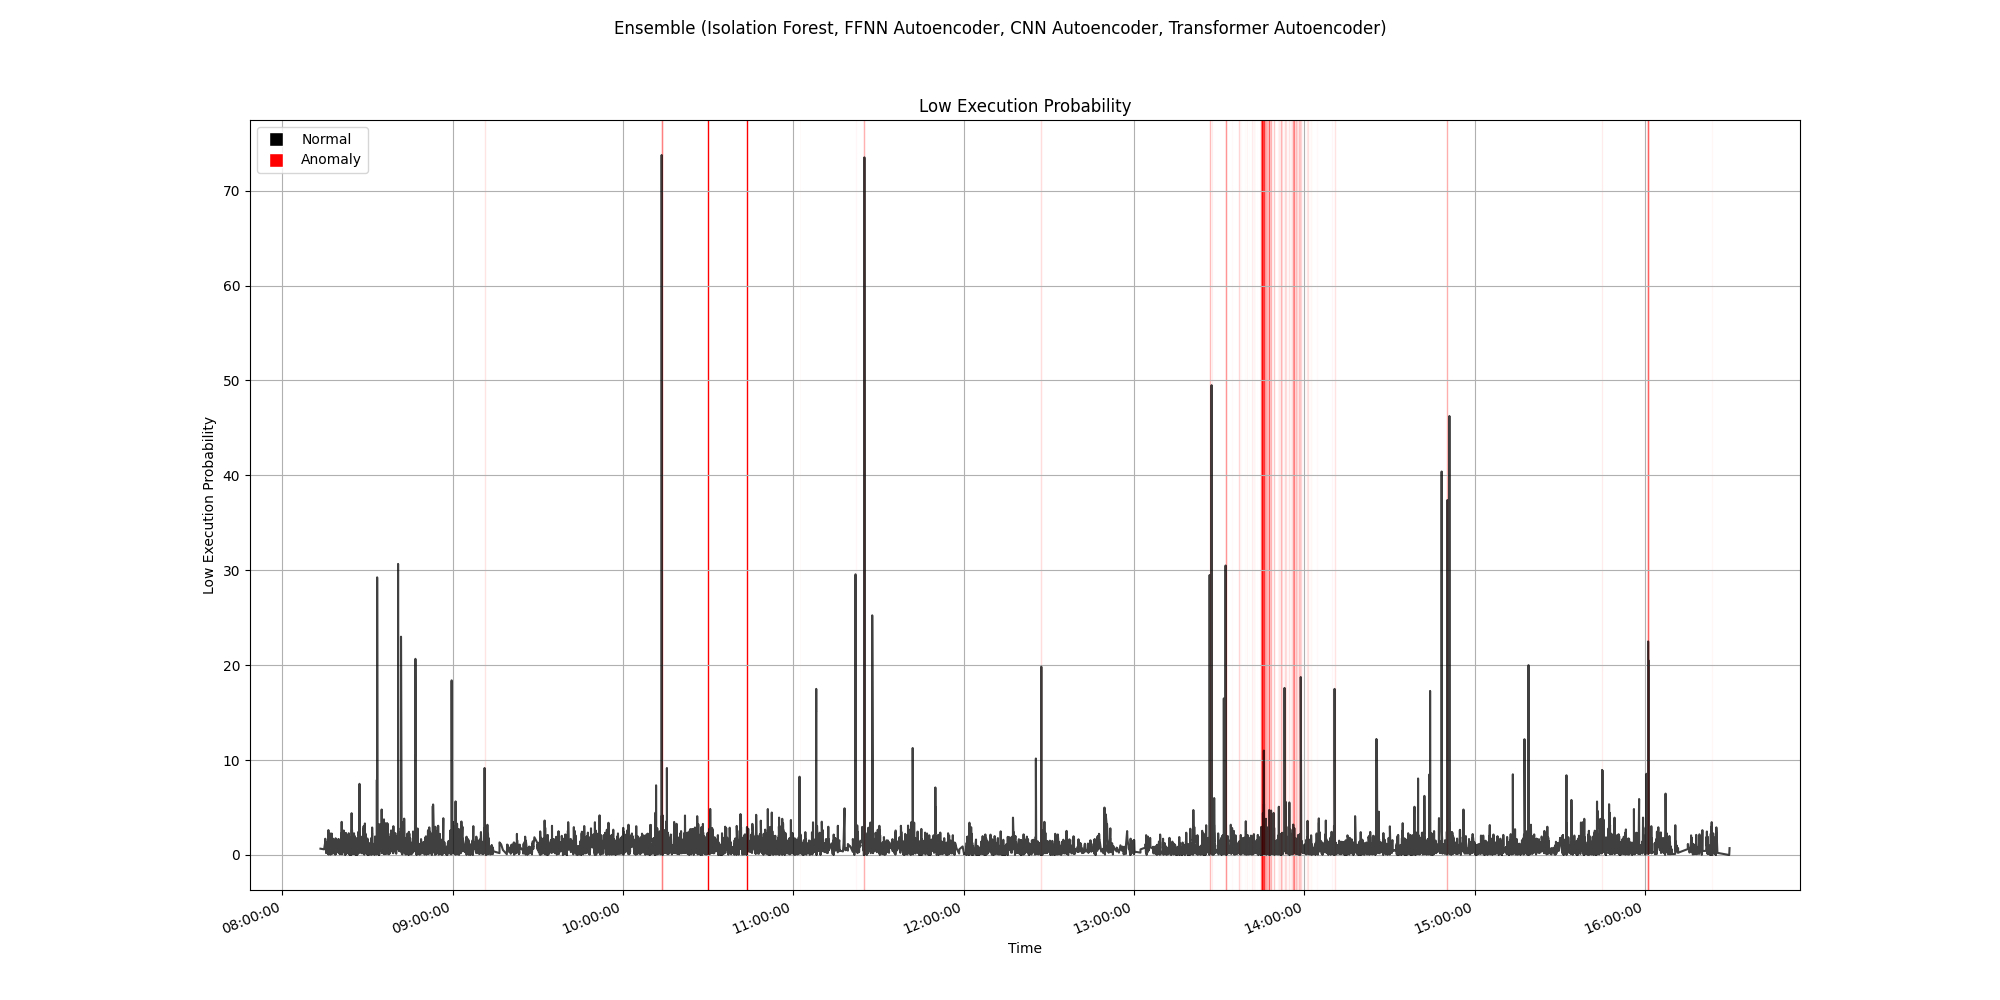 Ensemble (Isolation Forest, FFNN Autoencoder, CNN Autoencoder, Transformer Autoencoder)
Low Execution Probability
Normal
Anomaly
Low Execution Probability
70
60
50
40
30
20
10
0
08:00:00
09:00:00
10:00:00
11:00:00
12:00:00
13:00:00
14:00:00
15:00:00
16:00:00
Time